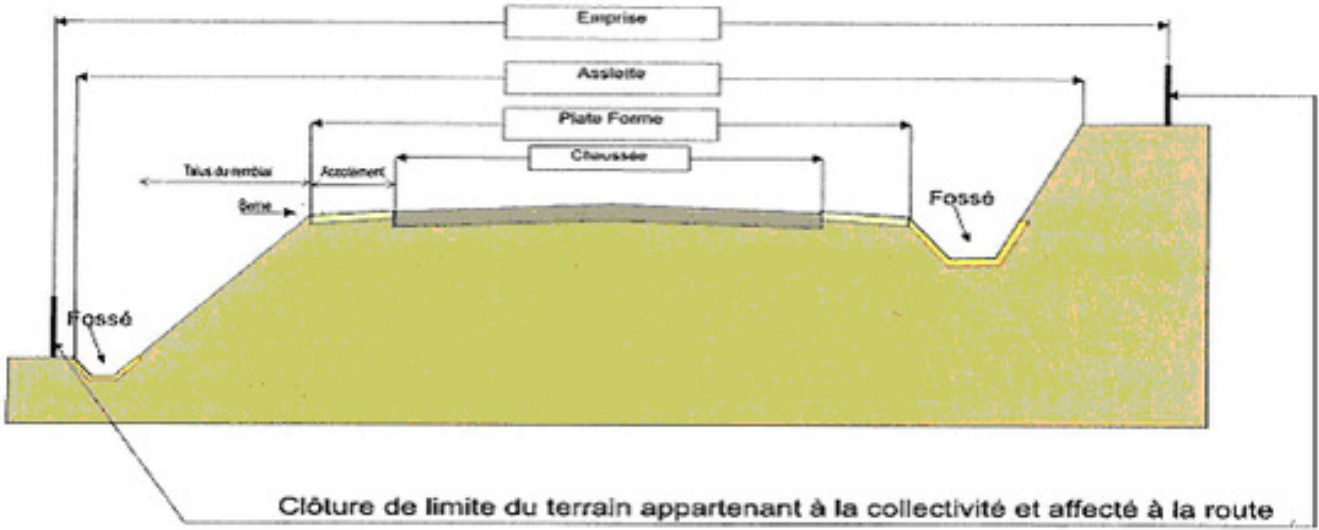 Emprise
Assiette
Plate Forme
Chaussée
Talus du remblai
Accotement
Berme
Fossé
Fossé
Clôture de limite du terrain appartenant à la collectivité et affecté à la route